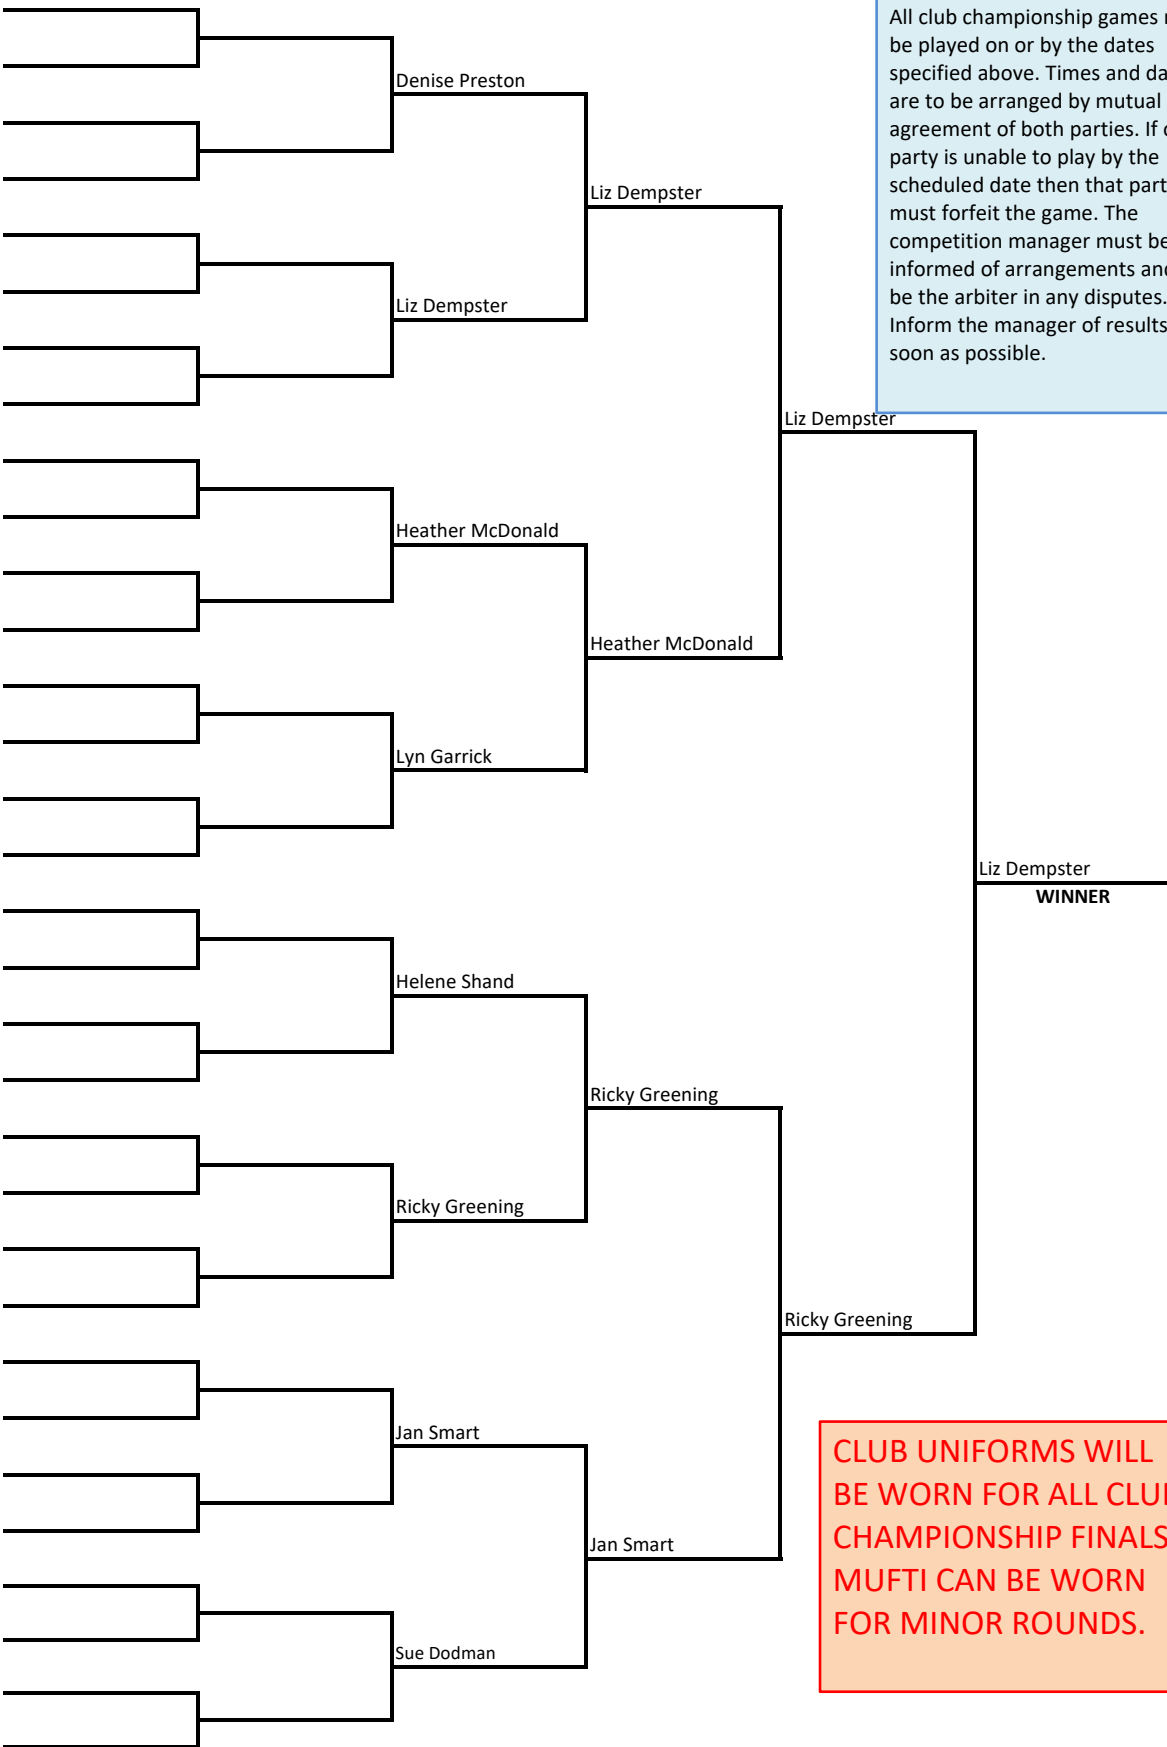 All club championship games
be played on or by the dates
specified above. Times and
are to be arranged by mutual
agreement of both parties. If
party is unable to play by the
scheduled date then that
must forfeit the game. The
competition manager must
informed of arrangements
be the arbiter in any disputes.
Inform the manager of results
soon as possible.
Denise Preston
Liz Dempster
Liz Dempster
Liz Dempster
Heather McDonald
Heather McDonald
Lyn Garrick
Liz Dempster
WINNER
Helene Shand
Ricky Greening
Ricky Greening
Ricky Greening
Jan Smart
Jan Smart
Sue Dodman
CLUB UNIFORMS WILL
BE WORN FOR ALL
CHAMPIONSHIP FINALS
MUFTI CAN BE WORN
FOR MINOR ROUNDS.